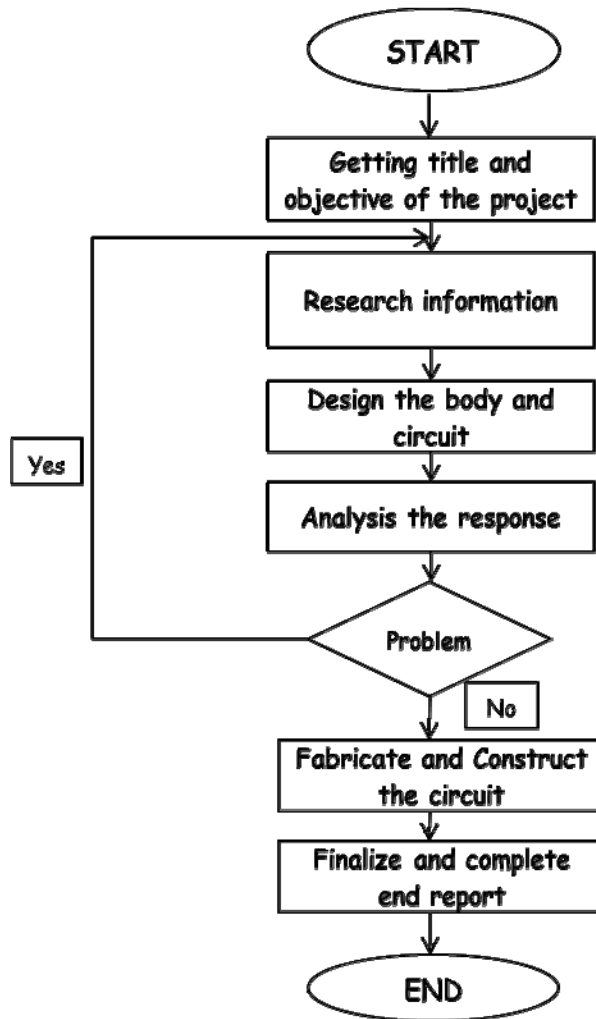 START
Getting title and
objective of the project
Research information
Design the body and
circuit
Yes
Analysis the response
Problem
No
Fabricate and Construct
the circuit
Finalize and complete
end report
END